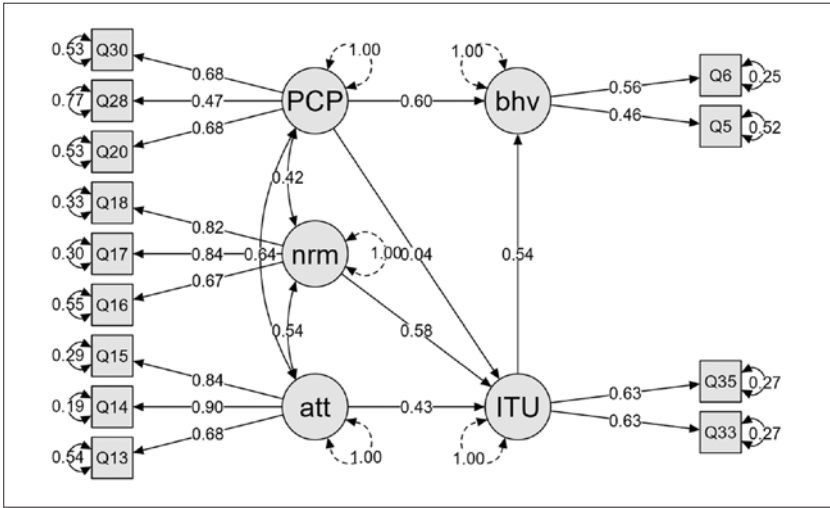 0.53 Q30 1.00 1.00
0.68 Q6 0.25
0.77 Q28 0.47 PCP 0.60 bhv 0.56
0.46 Q5 0.52
0.53 Q20 0.68
0.42
0.33 Q18
0.82
0.30 Q17 0.84 0.64 nrm 1.00 0.04 0.54
0.67
0.55 Q16
0.54 0.58
0.29 Q15
0.84 0.63 Q35 0.27
0.19 Q14 0.90 att 0.43 ITU
0.68 0.63 Q33 0.27
0.54 Q13 1.00 1.00